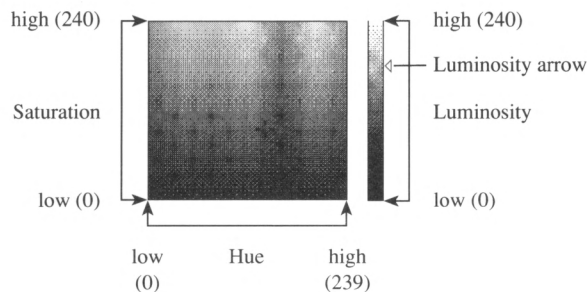 high (240)
high (240)
Luminosity arrow
Saturation
Luminosity
low (0)
low (0)
low
Hue
high
(0)
(239)